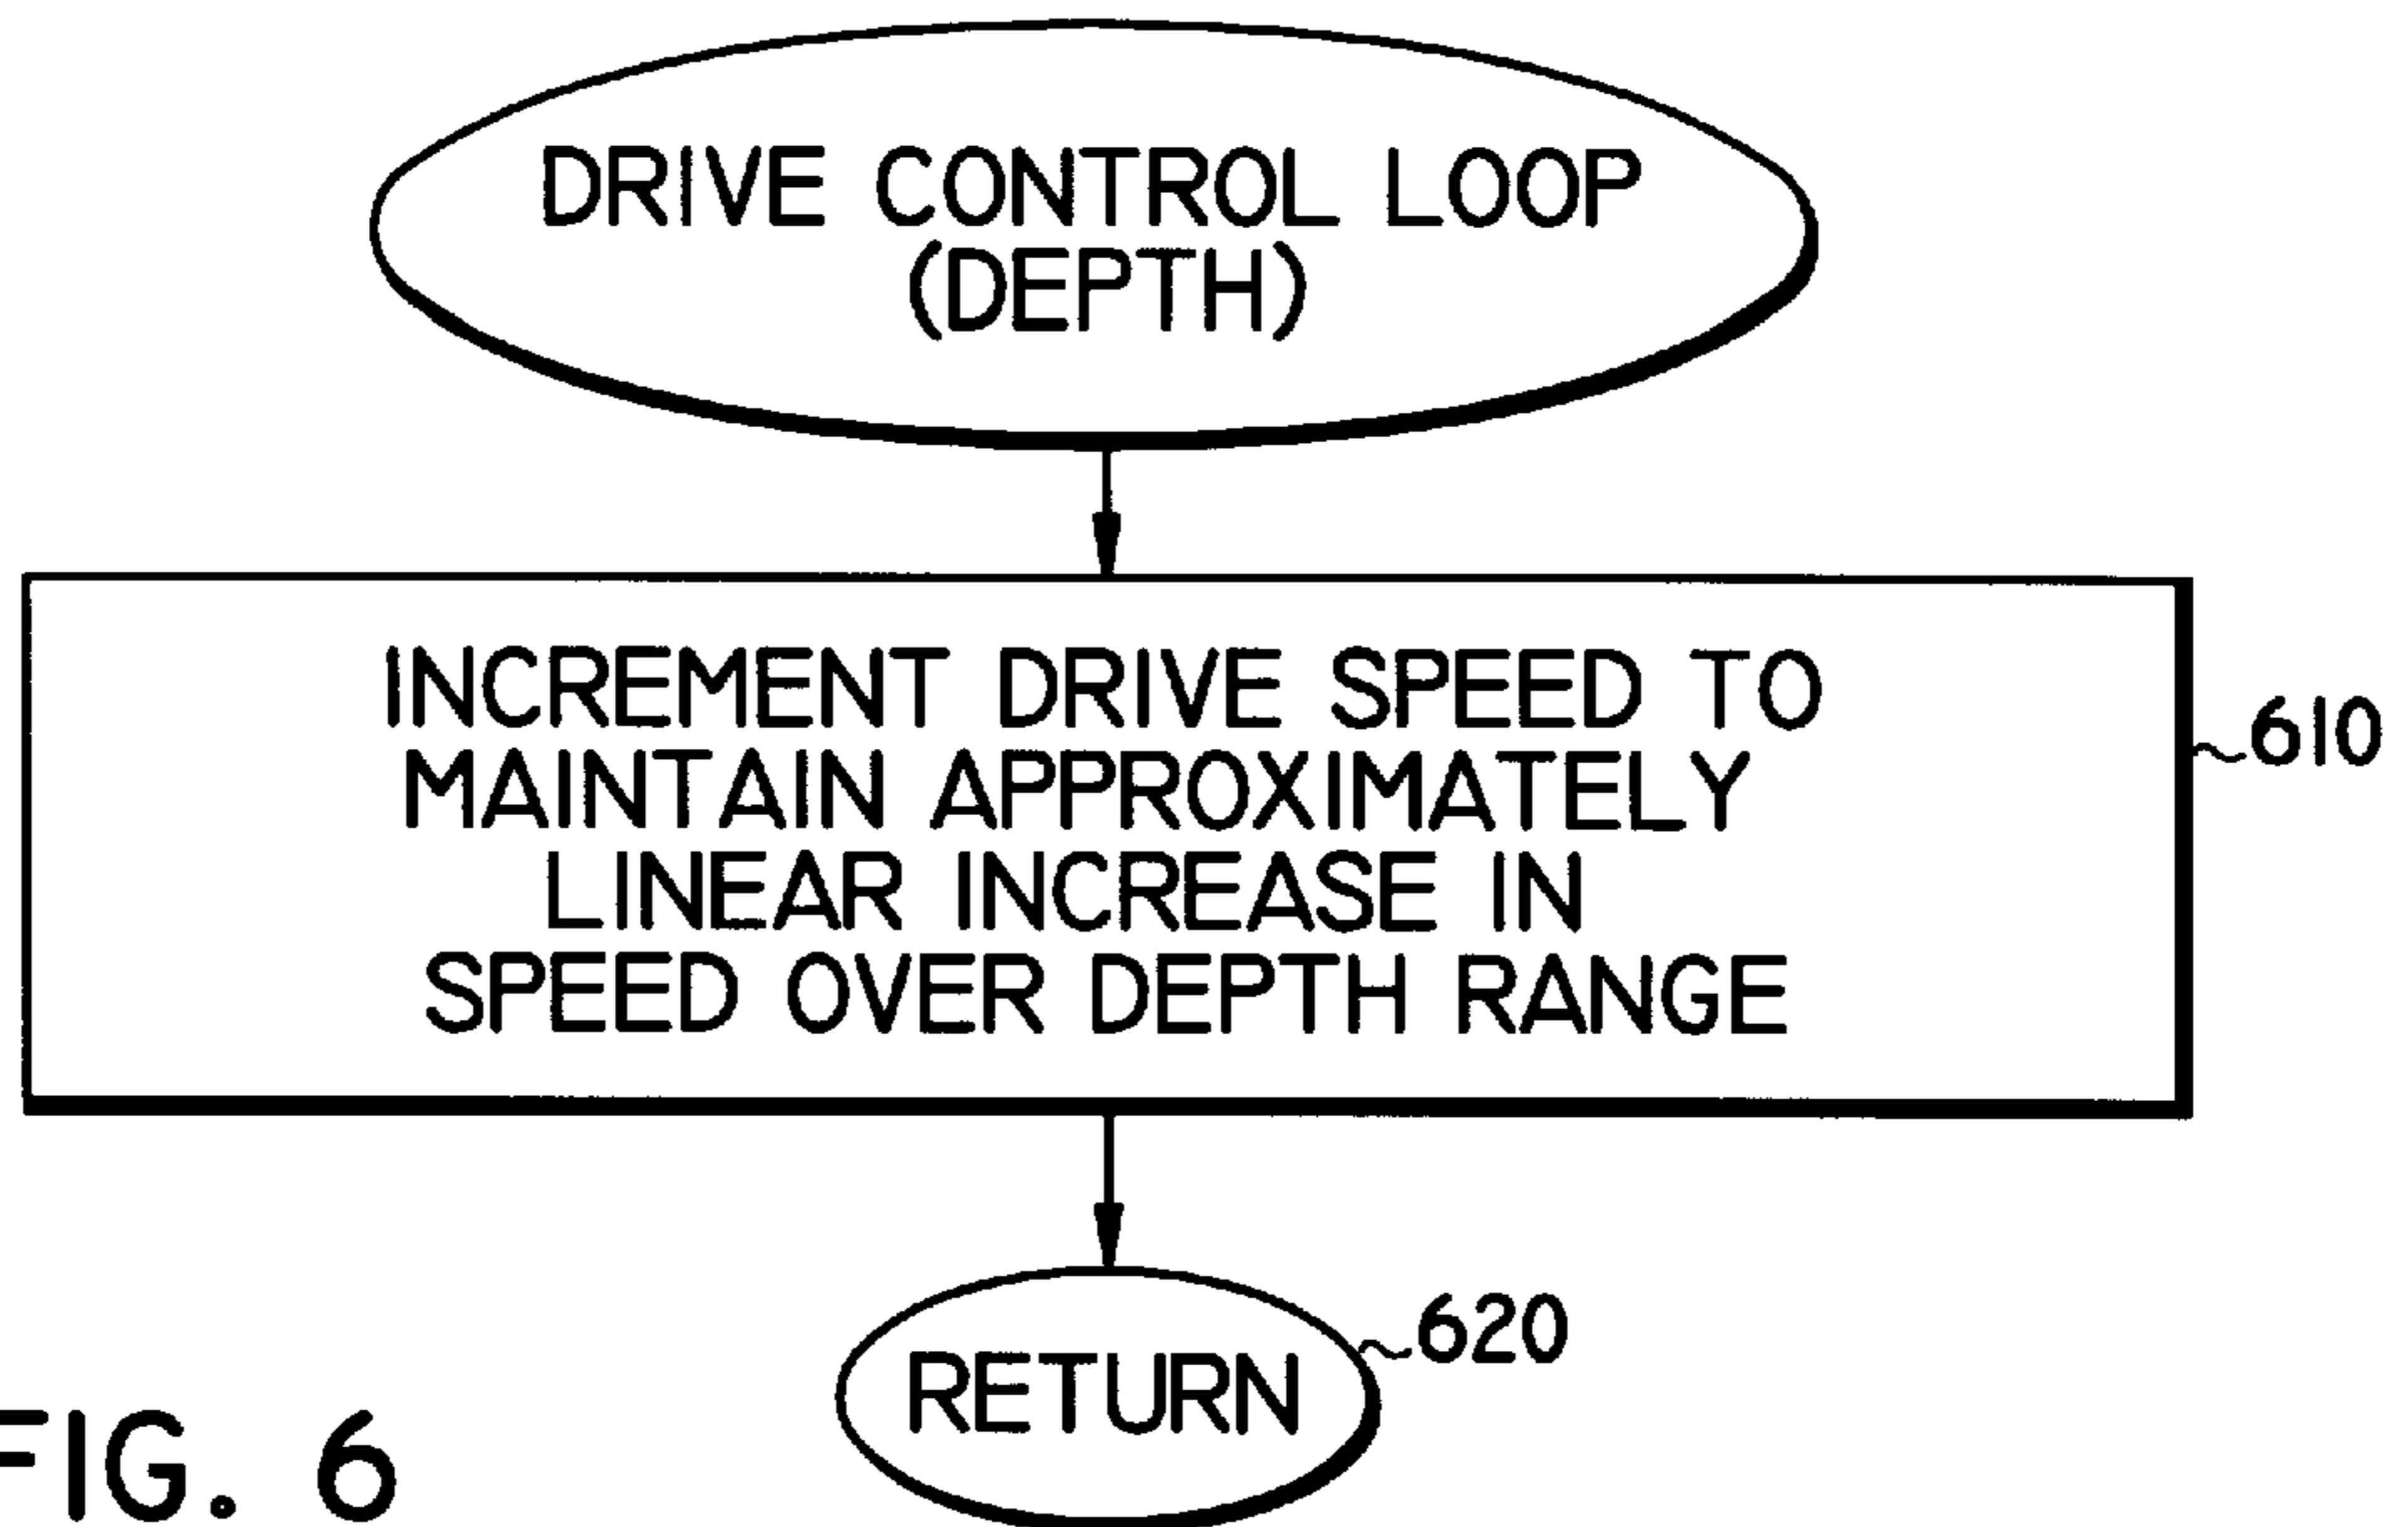 DRIVE CONTROL LOOP
(DEPTH)
INCREMENT DRIVE SPEED TO
MAINTAIN APPROXIMATELY
LINEAR INCREASE IN
SPEED OVER DEPTH RANGE
610
RETURN
620
FIG. 6